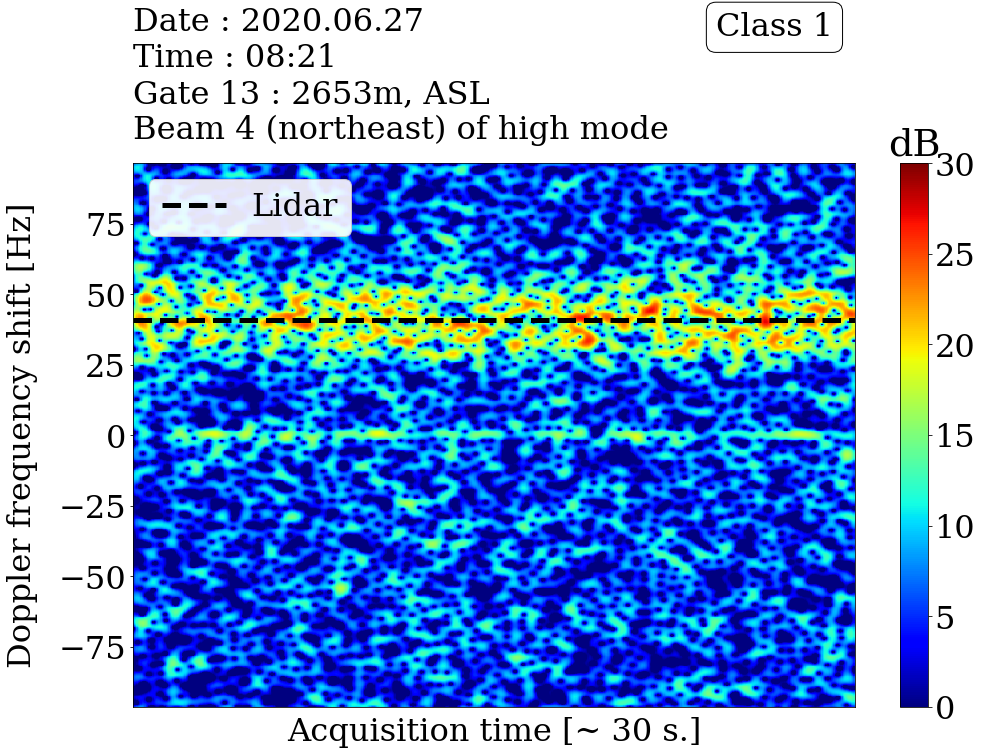 Date : 2020.06.27
Time : 08:21
Gate 13 : 2653m, ASL
Beam 4 (northeast) of high mode
Class 1
dB
Lidar
Doppler frequency shift [Hz]
75
50
25
0
−25
−50
−75
30
25
20
15
10
5
0
Acquisition time [~ 30 s.]